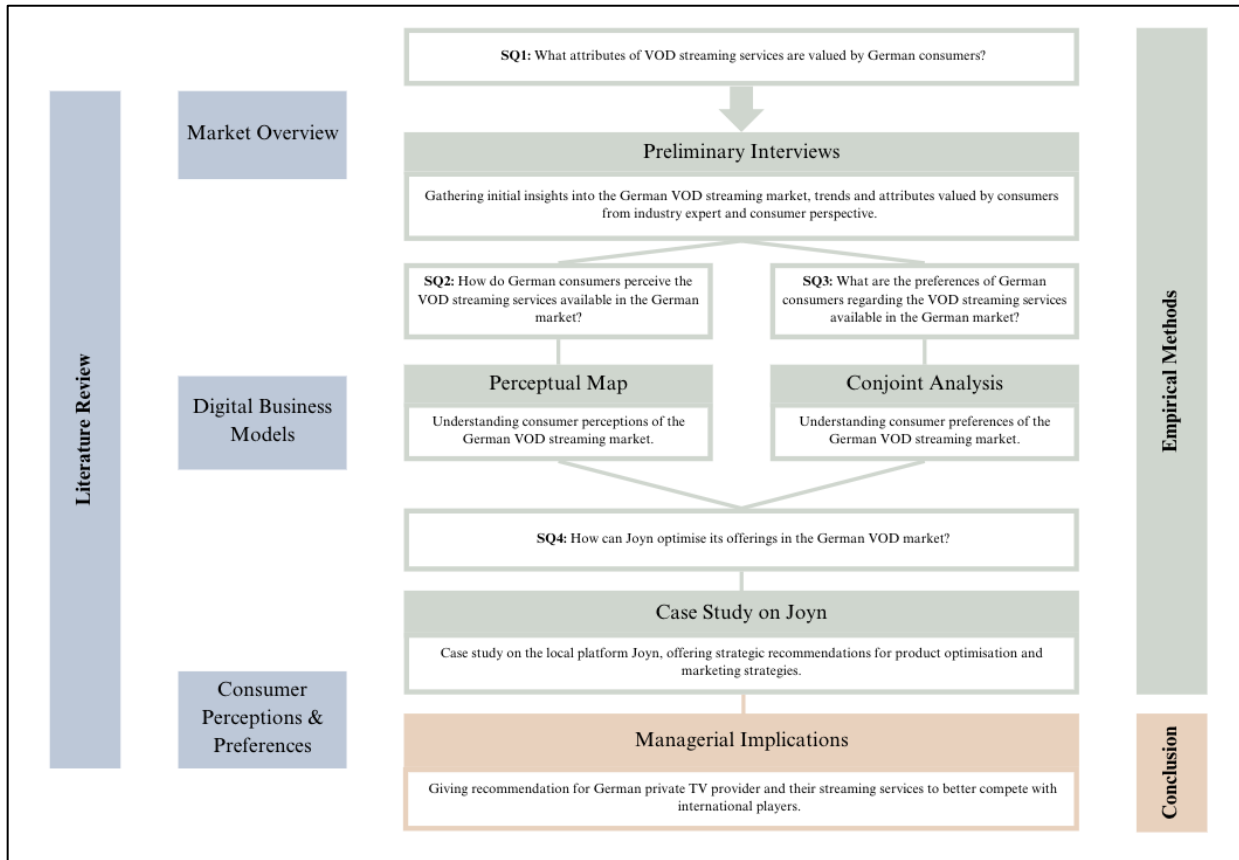 Literature Review
Market Overview
Digital Business
Models
Consumer
Perceptions &
Preferences
SQ1: What attributes of VOD streaming services are valued by German consumers?
Preliminary Interviews
Gathering initial insights into the German VOD streaming market, trends and attributes valued by consumers
from industry expert and consumer perspective.
SQ2: How do German consumers perceive the
VOD streaming services available in the German
market?
SQ3: What are the preferences of German
consumers regarding the VOD streaming services
available in the German market?
Perceptual Map
Understanding consumer perceptions of the
German VOD streaming market.
Conjoint Analysis
Understanding consumer preferences of the
German VOD streaming market.
SQ4: How can Joyn optimise its offerings in the German VOD market?
Case Study on Joyn
Case study on the local platform Joyn, offering strategic recommendations for product optimisation and
marketing strategies.
Managerial Implications
Giving recommendation for German private TV provider and their streaming services to better compete with
international players.
Empirical Methods
Conclusion